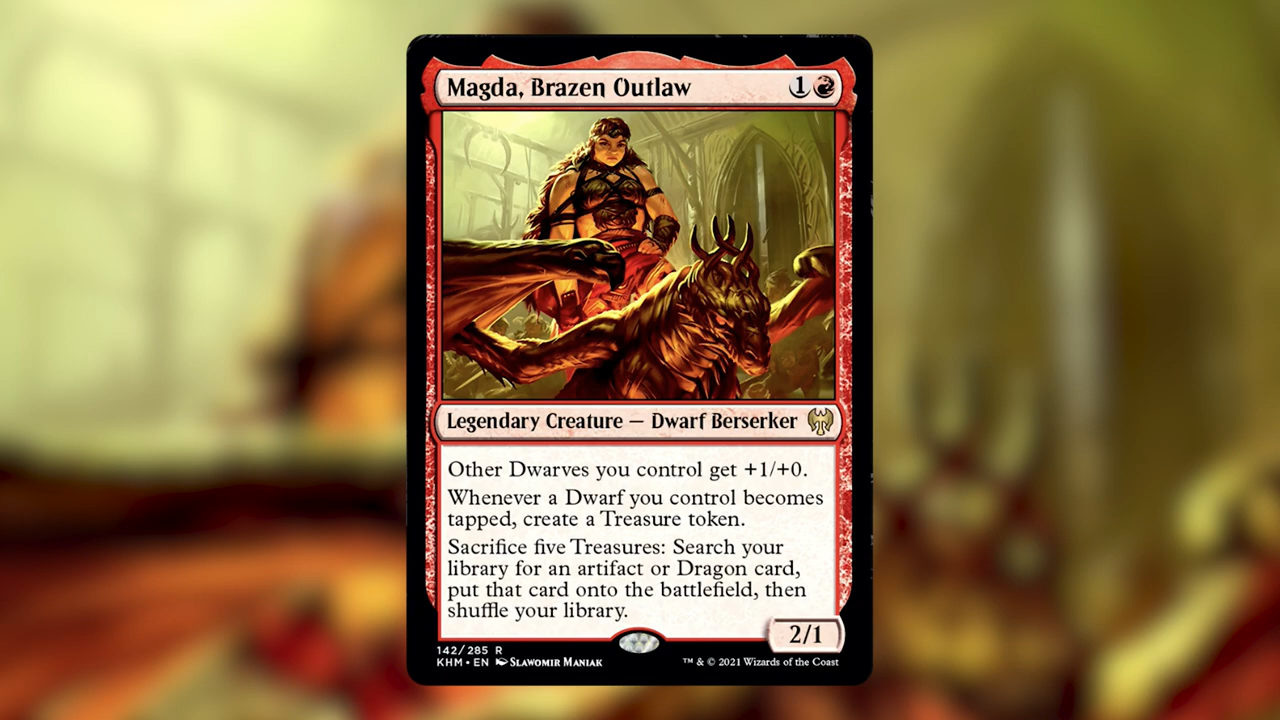 Magda, Brazen Outlaw 1
Legendary Creature — Dwarf Berserker
Other Dwarves you control get +1/+0.
Whenever a Dwarf you control becomes
tapped, create a Treasure token.
Sacrifice five Treasures: Search your
library for an artifact or Dragon card,
put that card onto the battlefield, then
shuffle your library.
2/1
142/285 R
KHM • EN Slawomir Maniak
™ & © 2021 Wizards of the Coast